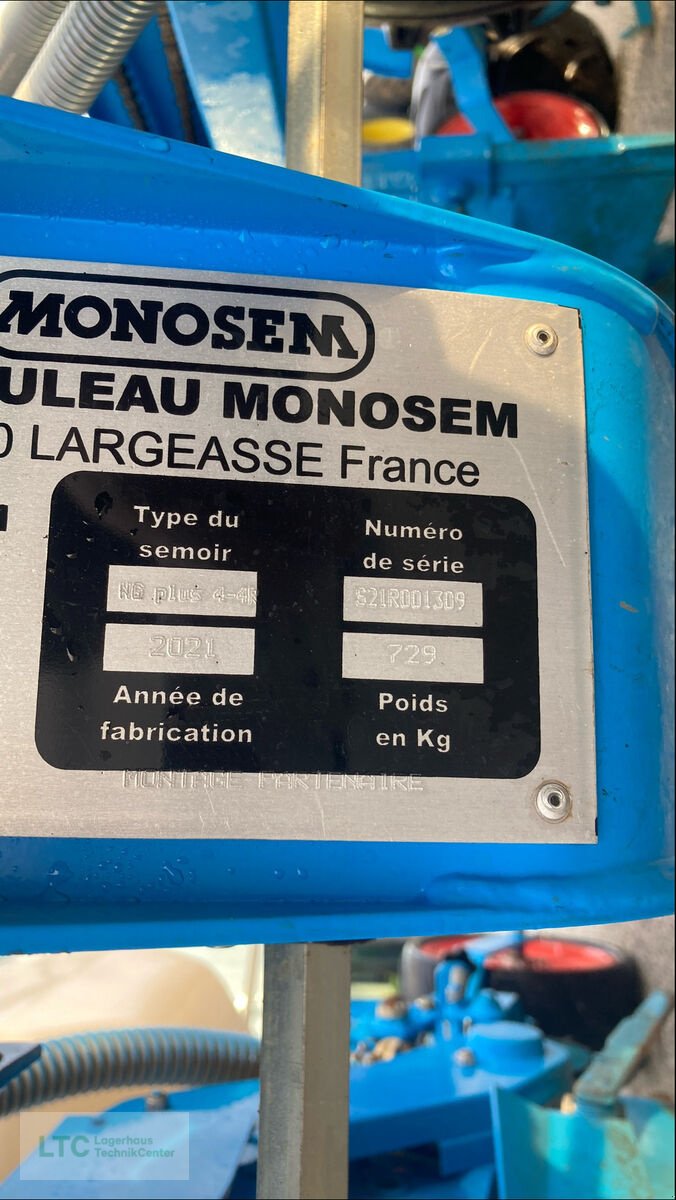 MONOSEM
ULEAU MONOSEM
0 LARGEASSE France
Type du semoir
Numéro de série
NG plus 4-4R
S21R001309
2021
729
Année de fabrication
Poids en Kg
MONTAGE PARTENAIRE
LTC Lagerhaus
TechnikCenter